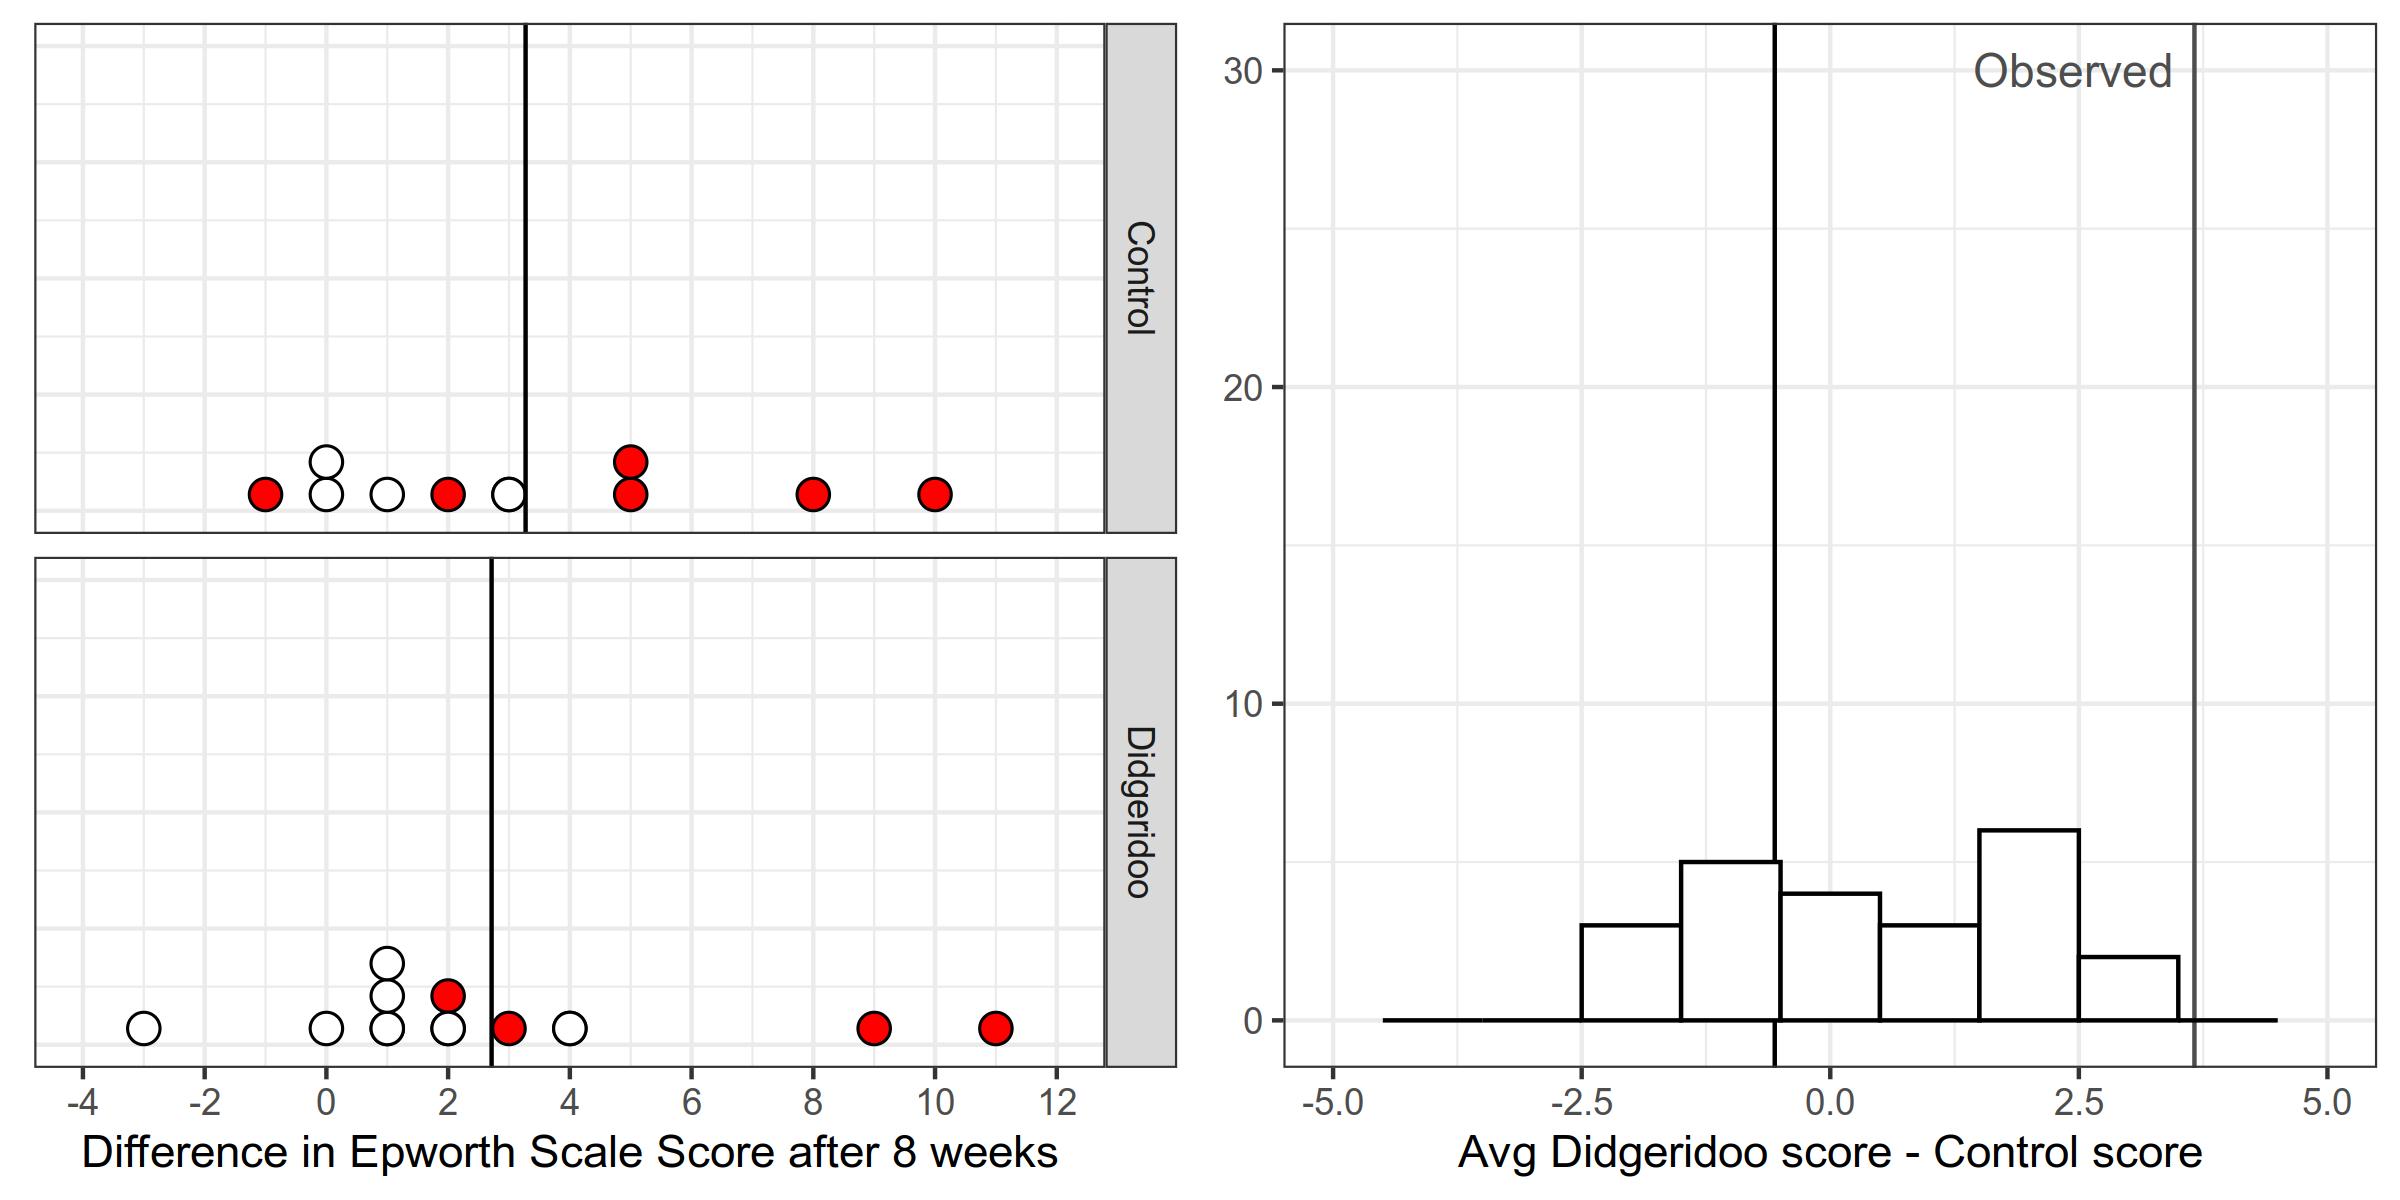 Control
Didgeridoo
-4 -2 0 2 4 6 8 10 12
Difference in Epworth Scale Score after 8 weeks
Observed
30
20
10
0
-5.0 -2.5 0.0 2.5 5.0
Avg Didgeridoo score - Control score